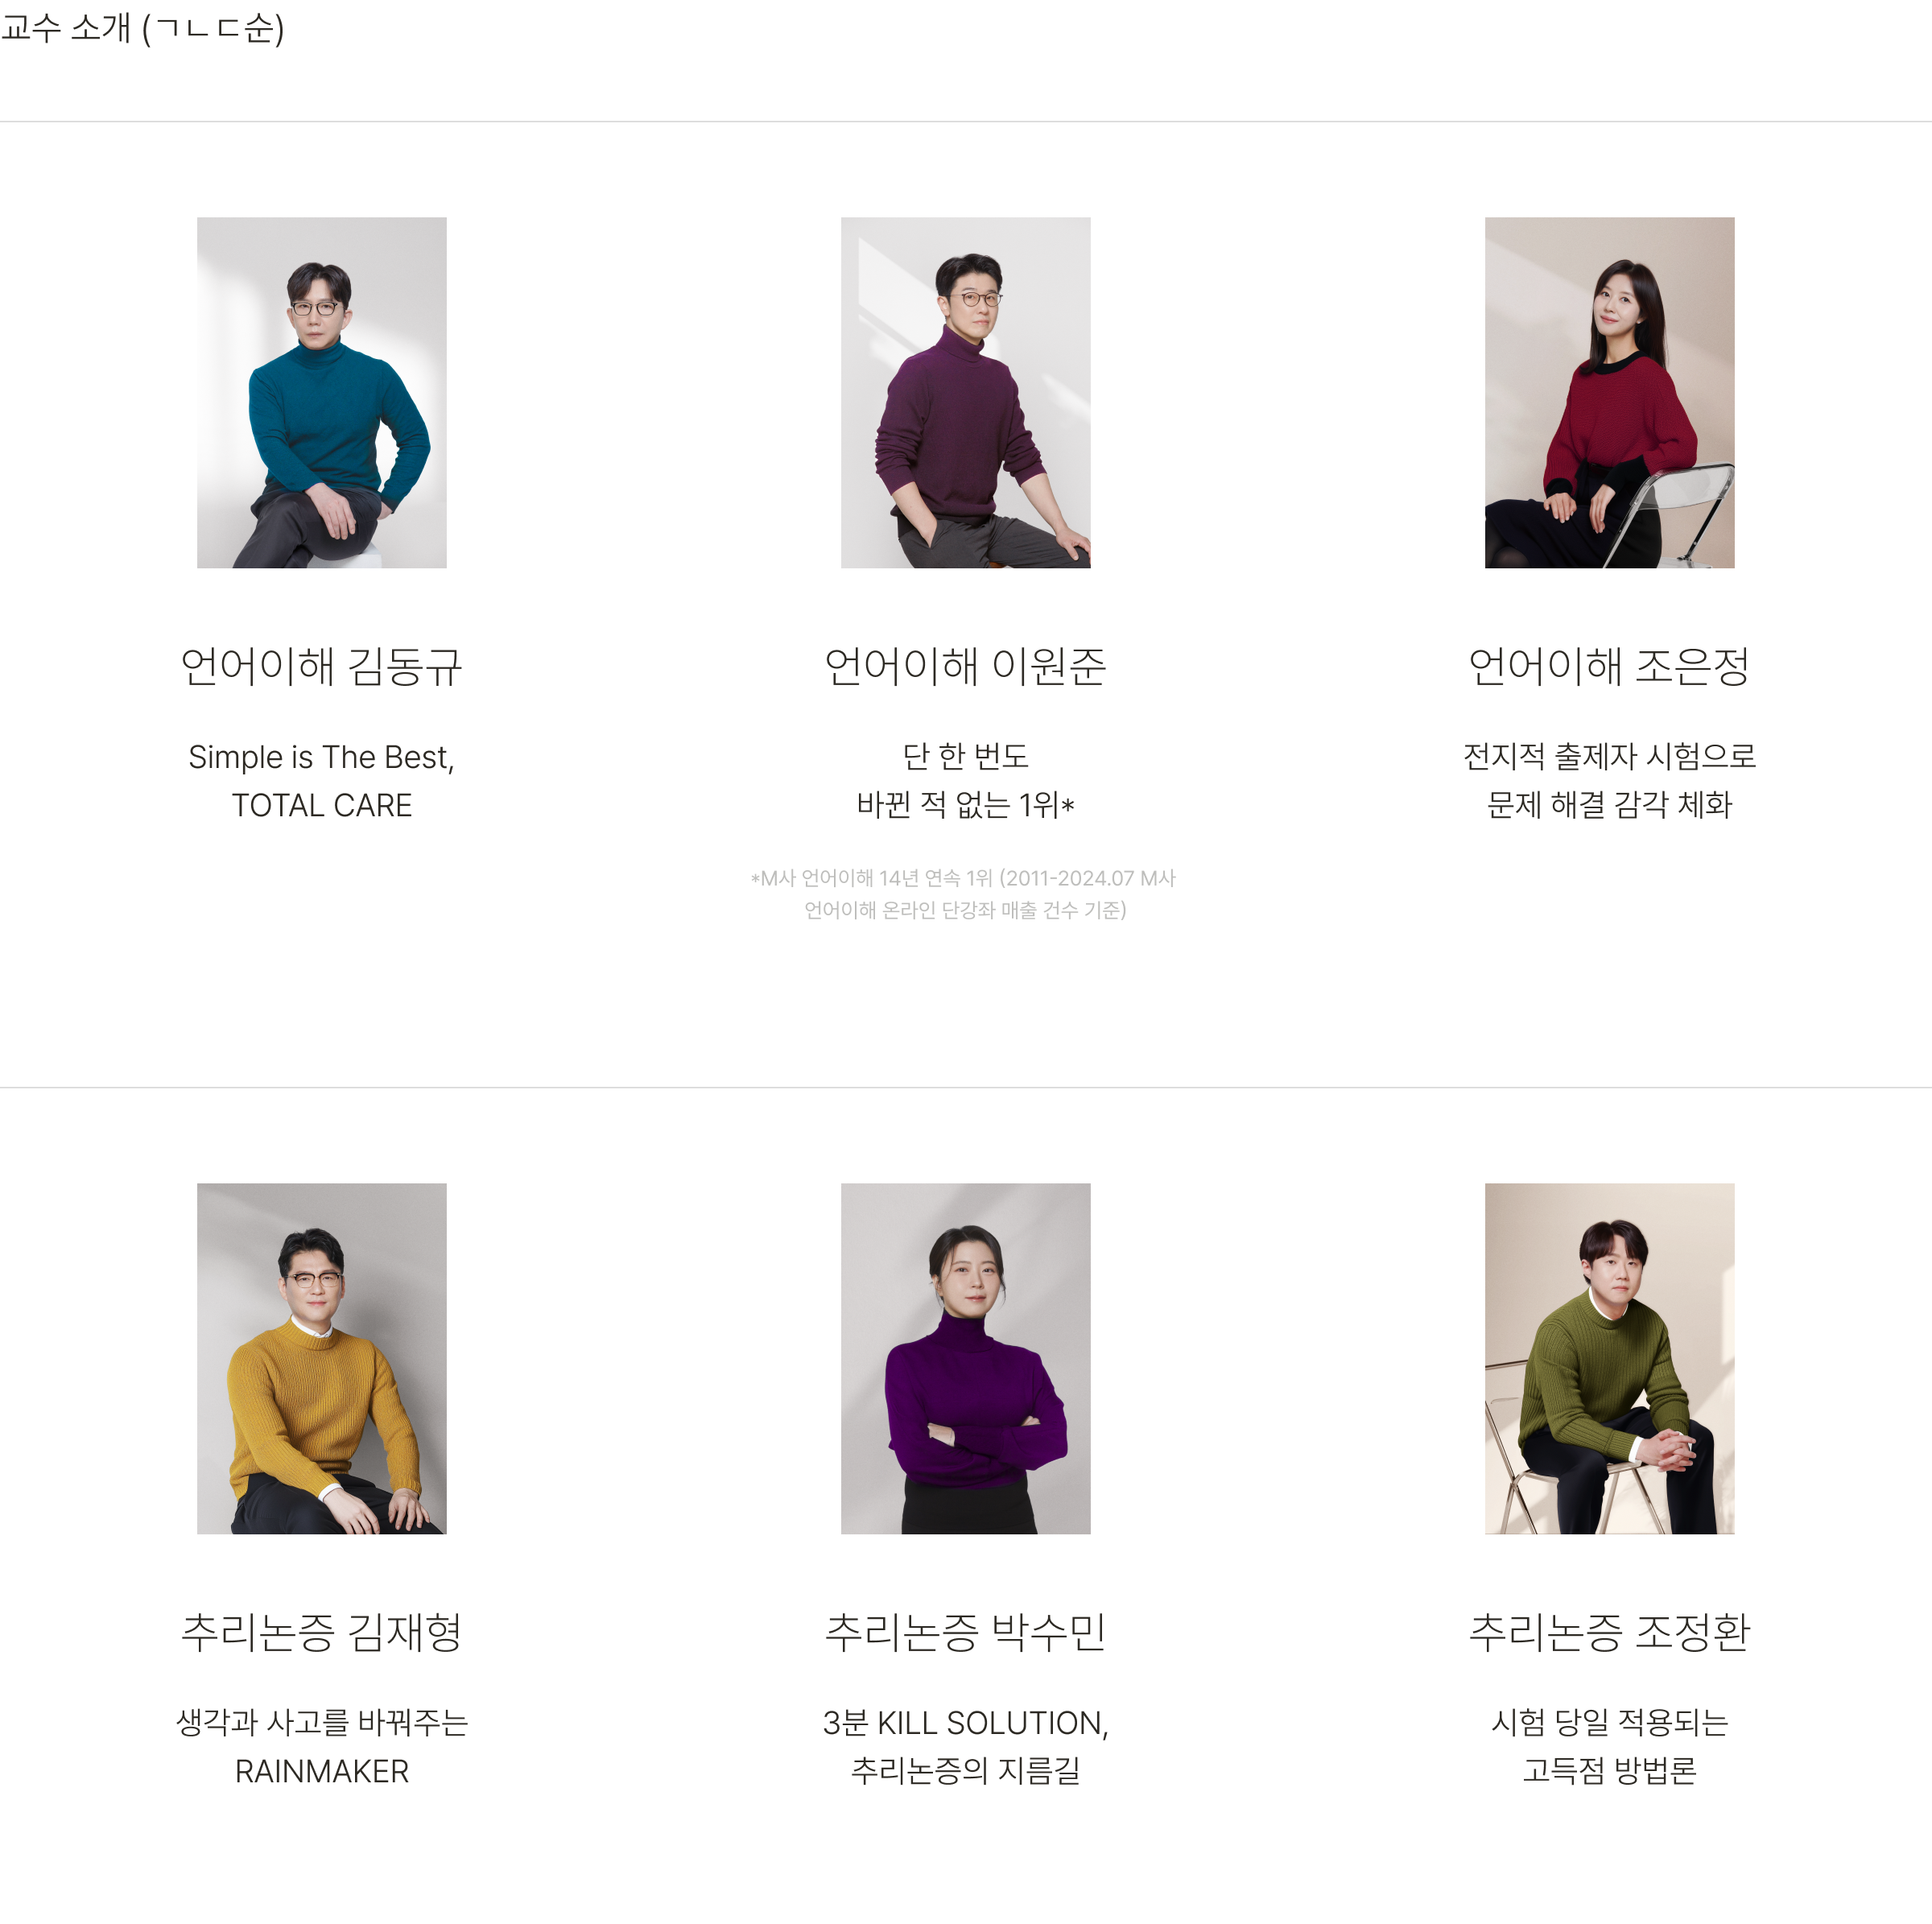 교수 소개 (ㄱㄴㄷ순)
언어이해 김동규
Simple is The Best,
TOTAL CARE
언어이해 이원준
단 한 번도
바뀐 적 없는 1위*
*M사 언어이해 14년 연속 1위 (2011-2024.07 M사
언어이해 온라인 단강좌 매출 건수 기준)
언어이해 조은정
전지적 출제자 시험으로
문제 해결 감각 체화
추리논증 김재형
생각과 사고를 바꿔주는
RAINMAKER
추리논증 박수민
3분 KILL SOLUTION,
추리논증의 지름길
추리논증 조정환
시험 당일 적용되는
고득점 방법론